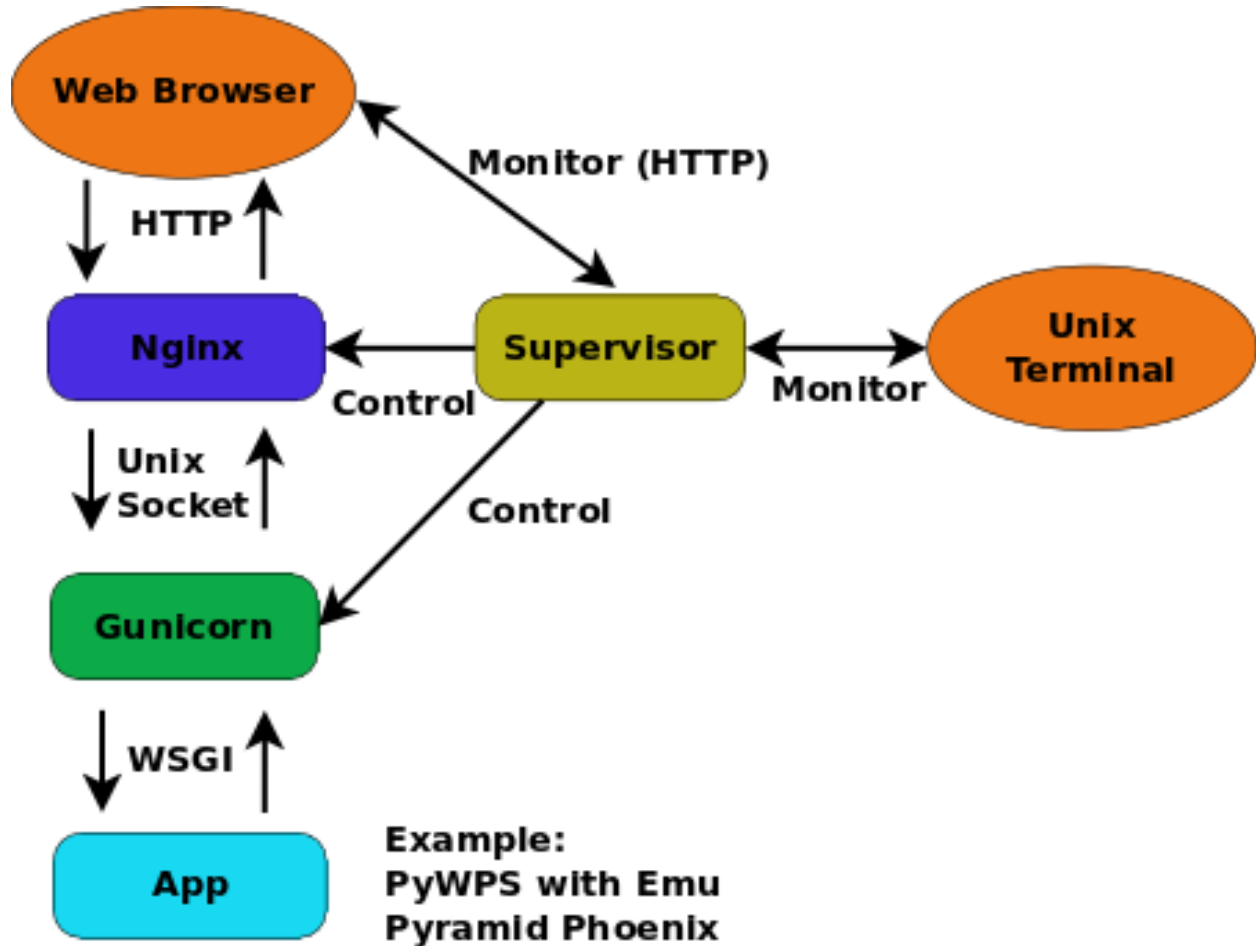 Web Browser
Monitor (HTTP)
HTTP
Nginx
Supervisor
Unix
Terminal
Control
Monitor
Unix
Socket
Control
Gunicorn
WSGI
App
Example:
PyWPS with Emu
Pyramid Phoenix